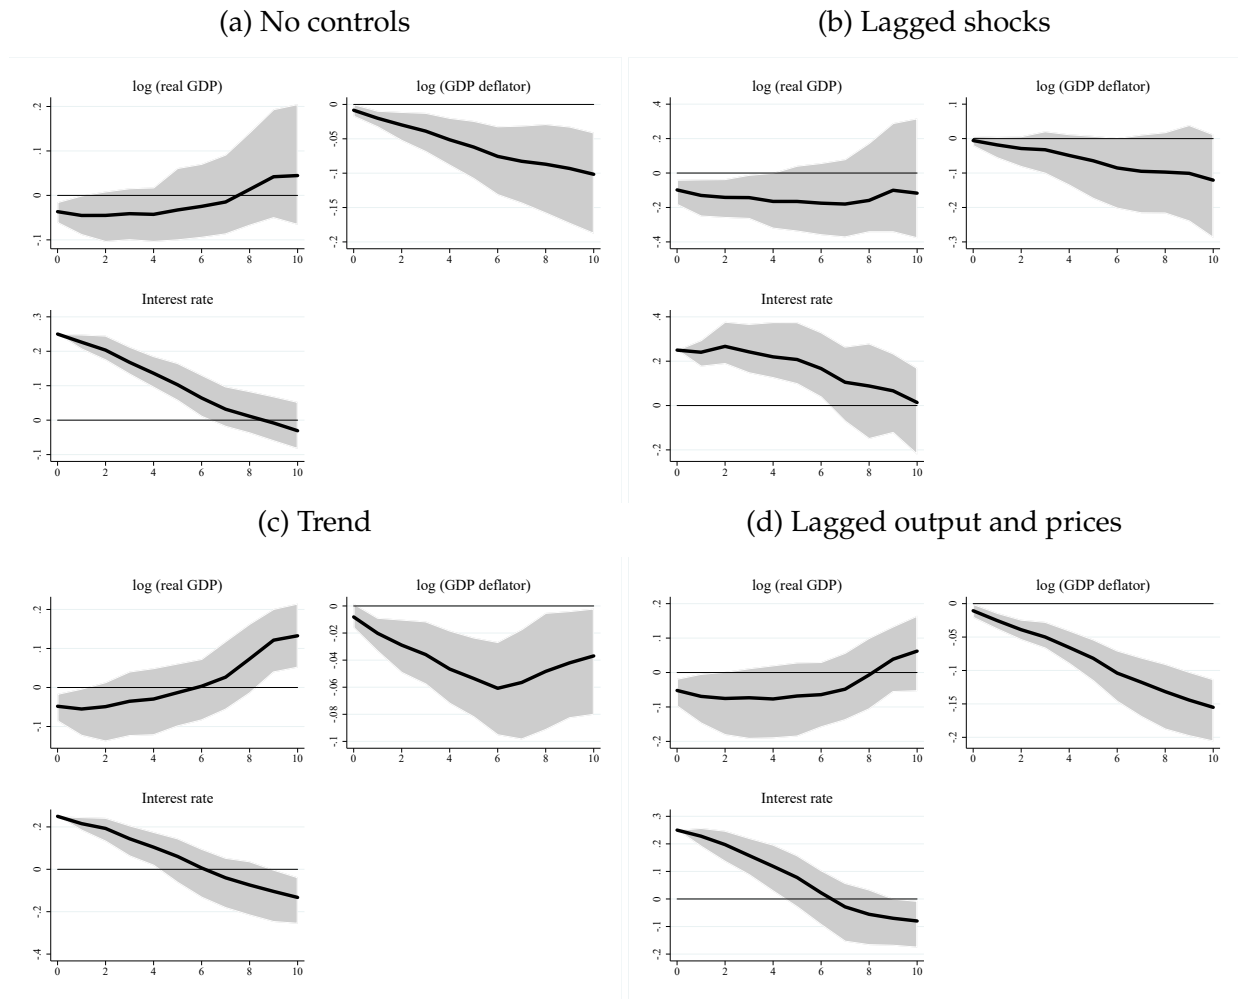 (a) No controls
log (real GDP)
.2
.1
0
-.1
0 2 4 6 8 10
log (GDP deflator)
0
-.05
-.1
-.15
-.2
0 2 4 6 8 10
Interest rate
.3
.2
.1
0
-.1
0 2 4 6 8 10
(b) Lagged shocks
log (real GDP)
.4
.2
0
-.2
-.4
0 2 4 6 8 10
log (GDP deflator)
.1
0
-.1
-.2
-.3
0 2 4 6 8 10
Interest rate
.4
.2
0
-.2
0 2 4 6 8 10
(c) Trend
log (real GDP)
.2
.1
0
-.1
0 2 4 6 8 10
log (GDP deflator)
0
-.02
-.04
-.06
-.08
-.1
0 2 4 6 8 10
Interest rate
.2
0
-.2
-.4
0 2 4 6 8 10
(d) Lagged output and prices
log (real GDP)
.2
.1
0
-.1
-.2
0 2 4 6 8 10
log (GDP deflator)
0
-.05
-.1
-.15
-.2
0 2 4 6 8 10
Interest rate
.3
.2
.1
0
-.1
-.2
0 2 4 6 8 10